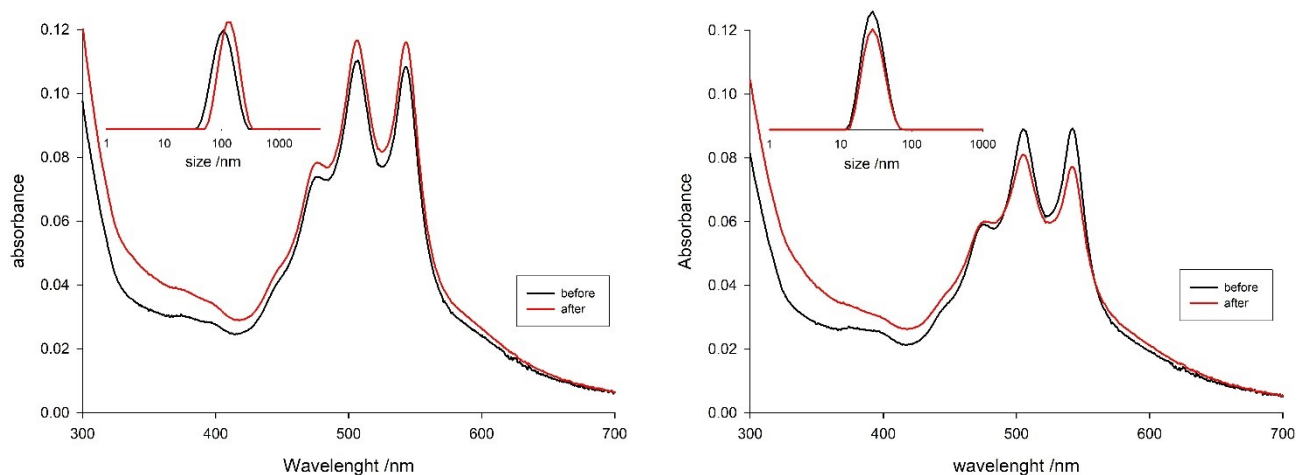 0.12
0.10
0.08
0.06
0.04
0.02
0.00
absorbance
300 400 500 600 700
Wavelenght /nm
1 10 100 1000
size /nm
before
after
0.12
0.10
0.08
0.06
0.04
0.02
0.00
Absorbance
300 400 500 600 700
wavelenght /nm
1 10 100 1000
size /nm
before
after